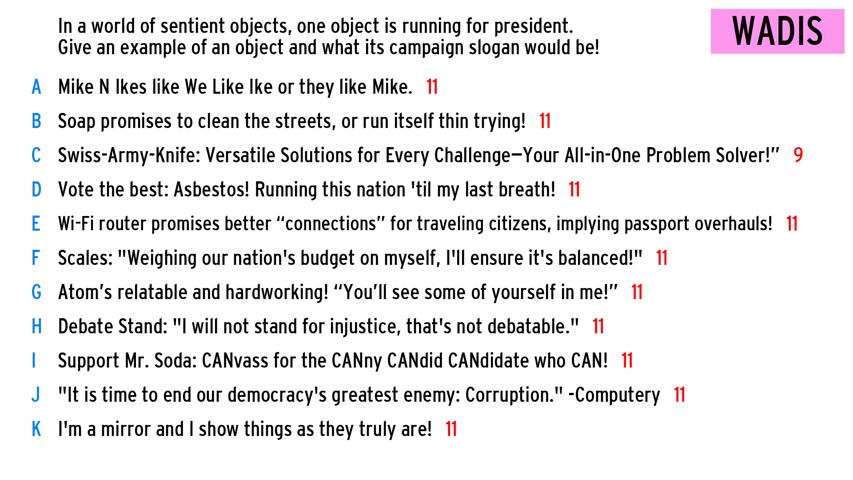 In a world of sentient objects, one object is running for president.
Give an example of an object and what its campaign slogan would be!
WADIS
A Mike N Ikes like We Like Ike or they like Mike. 11
B Soap promises to clean the streets, or run itself thin trying! 11
C Swiss-Army-Knife: Versatile Solutions for Every Challenge—Your All-in-One Problem Solver!” 9
D Vote the best: Asbestos! Running this nation 'til my last breath! 11
E Wi-Fi router promises better “connections” for traveling citizens, implying passport overhauls! 11
F Scales: "Weighing our nation's budget on myself, I'll ensure it's balanced!" 11
G Atom’s relatable and hardworking! “You’ll see some of yourself in me!” 11
H Debate Stand: "I will not stand for injustice, that's not debatable." 11
I Support Mr. Soda: CANvass for the CANny CANdid CANdidate who CAN! 11
J "It is time to end our democracy's greatest enemy: Corruption." -Computery 11
K I'm a mirror and I show things as they truly are! 11